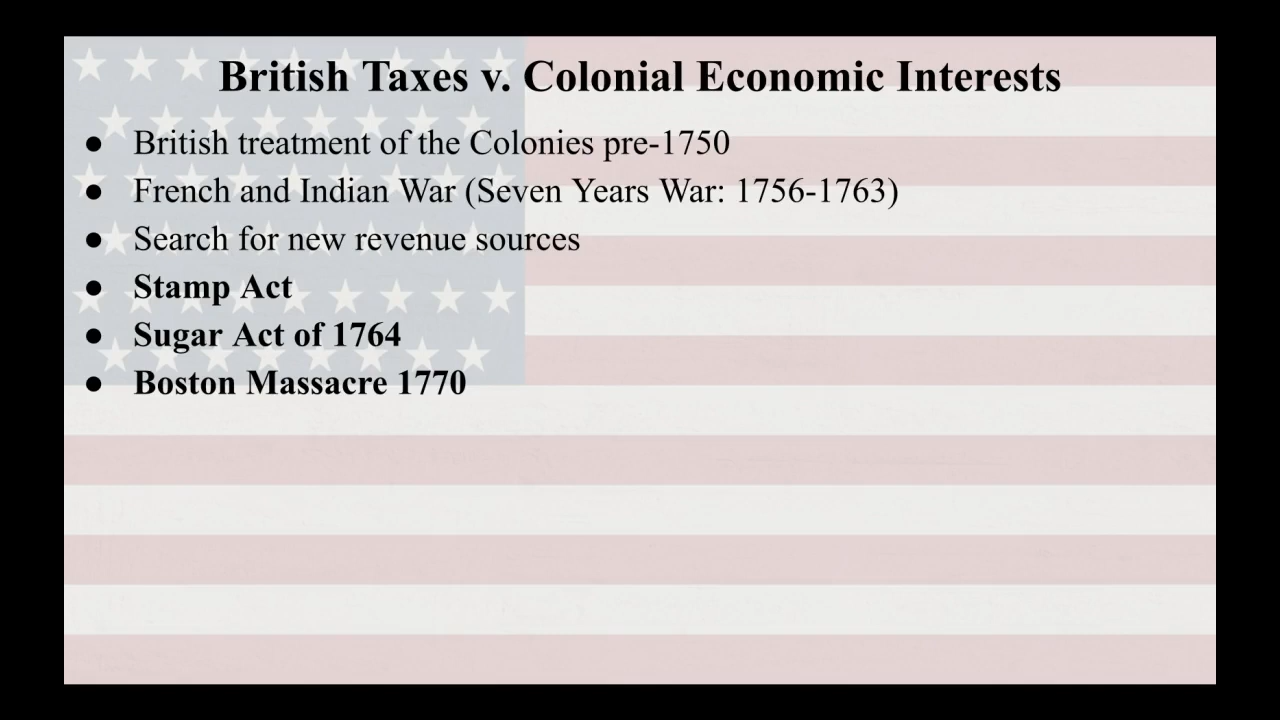 British Taxes v. Colonial Economic Interests
● British treatment of the Colonies pre-1750
● French and Indian War (Seven Years War: 1756-1763)
● Search for new revenue sources
● Stamp Act
● Sugar Act of 1764
● Boston Massacre 1770